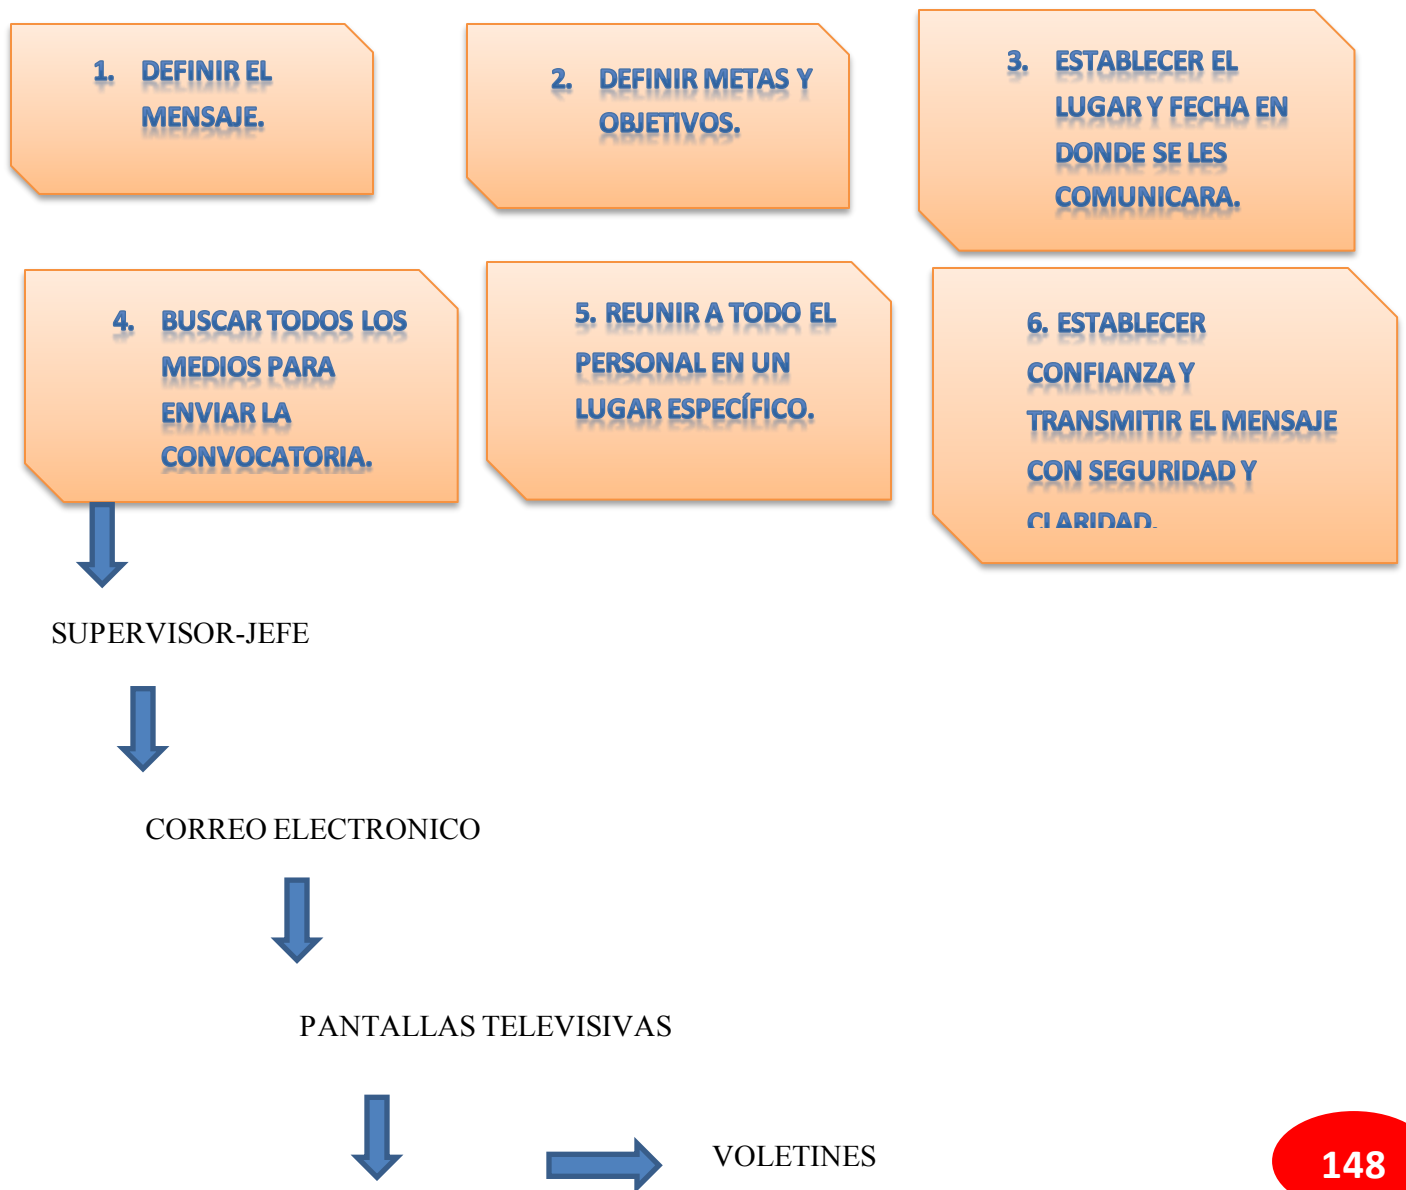 1. DEFINIR EL
MENSAJE.
2. DEFINIR METAS Y
OBJETIVOS.
3. ESTABLECER EL
LUGAR Y FECHA EN
DONDE SE LES
COMUNICARA.
4. BUSCAR TODOS LOS
MEDIOS PARA
ENVIAR LA
CONVOCATORIA.
5. REUNIR A TODO EL
PERSONAL EN UN
LUGAR ESPECÍFICO.
6. ESTABLECER
CONFIANZA Y
TRANSMITIR EL MENSAJE
CON SEGURIDAD Y
CLARIDAD.
SUPERVISOR-JEFE
CORREO ELECTRONICO
PANTALLAS TELEVISIVAS
VOLETINES
148